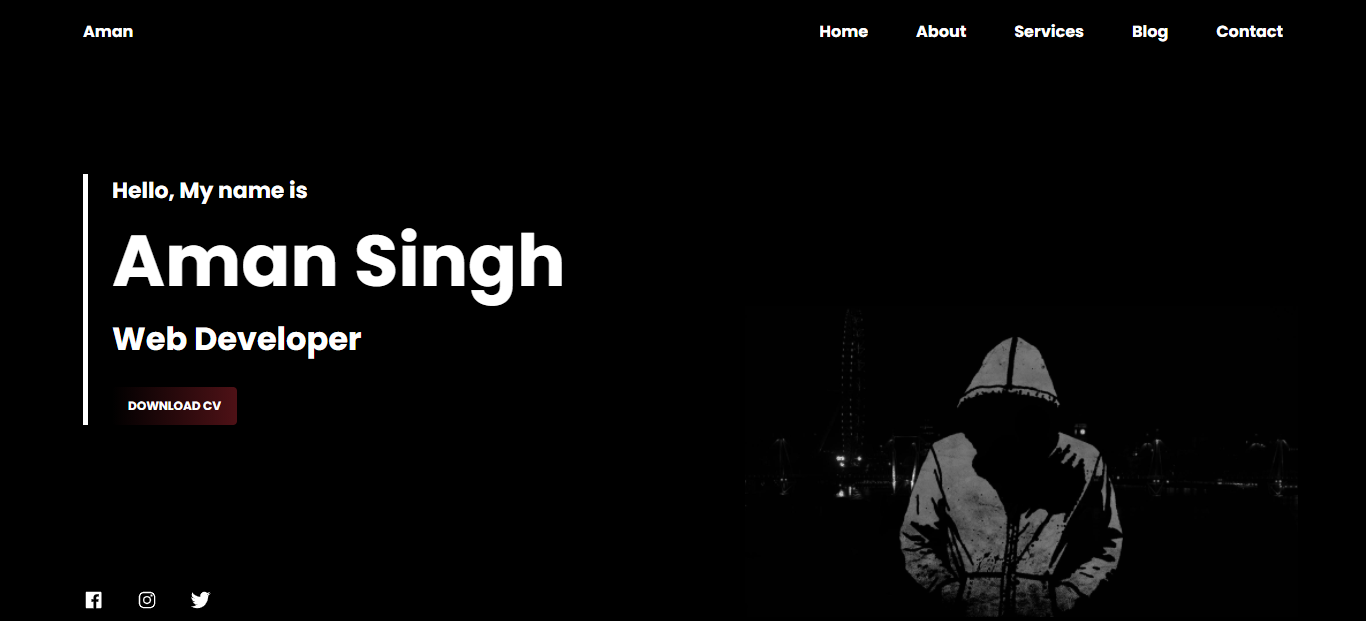 Aman
Home About Services Blog Contact
Hello, My name is
Aman Singh
Web Developer
DOWNLOAD CV